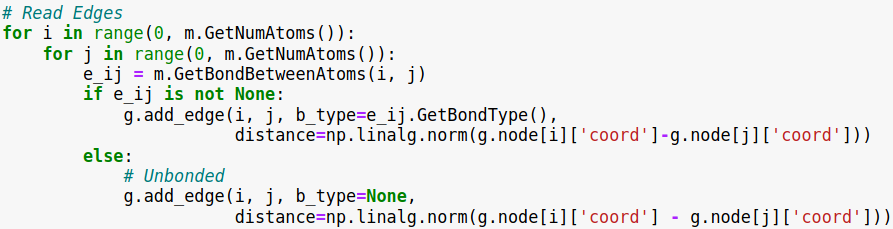 # Read Edges
for i in range(0, m.GetNumAtoms()):
    for j in range(0, m.GetNumAtoms()):
        e_ij = m.GetBondBetweenAtoms(i, j)
        if e_ij is not None:
            g.add_edge(i, j, b_type=e_ij.GetBondType(),
                       distance=np.linalg.norm(g.node[i]['coord']-g.node[j]['coord']))
        else:
            # Unbonded
            g.add_edge(i, j, b_type=None,
                       distance=np.linalg.norm(g.node[i]['coord'] - g.node[j]['coord']))